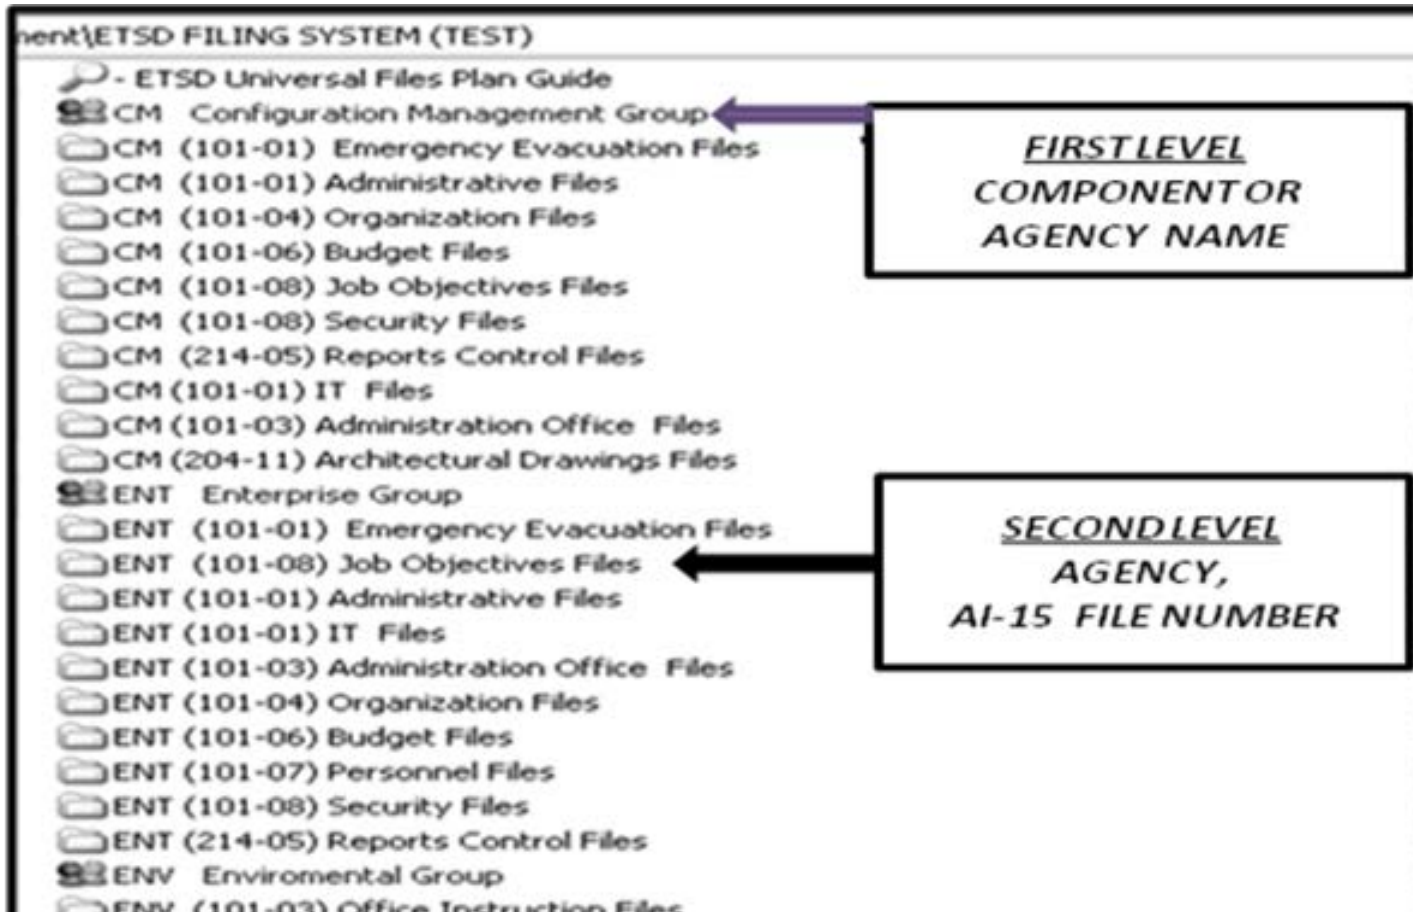 nent\ETSD FILING SYSTEM (TEST)
- ETSD Universal Files Plan Guide
CM Configuration Management Group
CM (101-01) Emergency Evacuation Files
CM (101-01) Administrative Files
CM (101-04) Organization Files
CM (101-06) Budget Files
CM (101-08) Job Objectives Files
CM (101-08) Security Files
CM (214-05) Reports Control Files
CM (101-01) IT Files
CM (101-03) Administration Office Files
CM (204-11) Architectural Drawings Files
ENT Enterprise Group
ENT (101-01) Emergency Evacuation Files
ENT (101-08) Job Objectives Files
ENT (101-01) Administrative Files
ENT (101-01) IT Files
ENT (101-03) Administration Office Files
ENT (101-04) Organization Files
ENT (101-06) Budget Files
ENT (101-07) Personnel Files
ENT (101-08) Security Files
ENT (214-05) Reports Control Files
ENV Enviromental Group
ENV (101-03) Office Instruction Files
FIRST LEVEL
COMPONENT OR
AGENCY NAME
SECOND LEVEL
AGENCY,
AI-15 FILE NUMBER